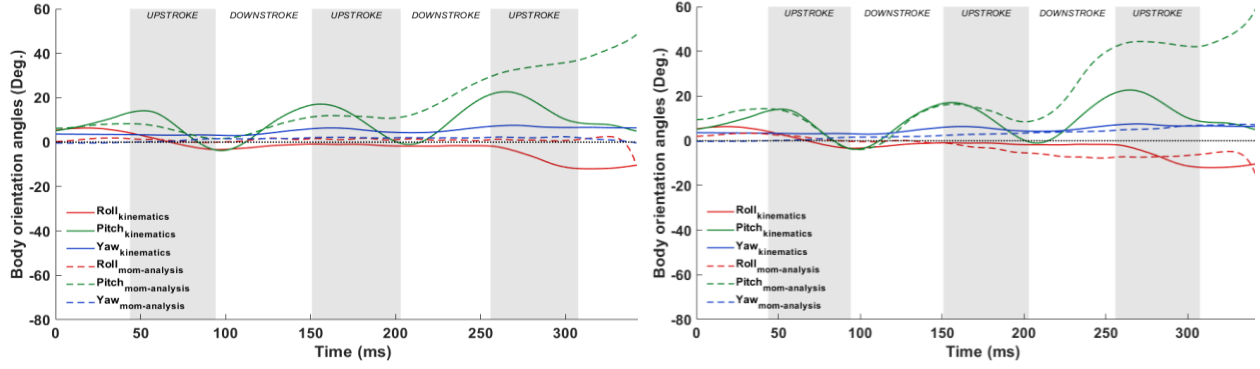 UPSTROKE DOWNSTROKE UPSTROKE DOWNSTROKE UPSTROKE
60
40
20
0
-20
-40
-60
-80
Body orientation angles (Deg.)
Roll kinematics
Pitch kinematics
Yaw kinematics
Roll mom-analysis
Pitch mom-analysis
Yaw mom-analysis
0 50 100 150 200 250 300
Time (ms)
UPSTROKE DOWNSTROKE UPSTROKE DOWNSTROKE UPSTROKE
60
40
20
0
-20
-40
-60
-80
Body orientation angles (Deg.)
Roll kinematics
Pitch kinematics
Yaw kinematics
Roll mom-analysis
Pitch mom-analysis
Yaw mom-analysis
0 50 100 150 200 250 300
Time (ms)